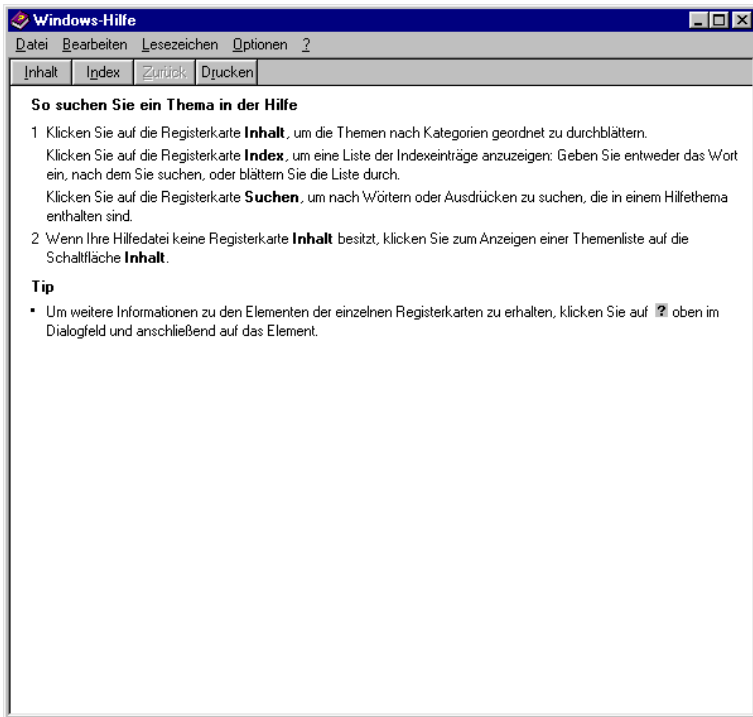 Windows-Hilfe
Datei Bearbeiten Lesezeichen Optionen ?
Inhalt Index Zurück Drucken
So suchen Sie ein Thema in der Hilfe
1 Klicken Sie auf die Registerkarte Inhalt, um die Themen nach Kategorien geordnet zu durchblättern.
Klicken Sie auf die Registerkarte Index, um eine Liste der Indexeinträge anzuzeigen: Geben Sie entweder das Wort
ein, nach dem Sie suchen, oder blättern Sie die Liste durch.
Klicken Sie auf die Registerkarte Suchen, um nach Wörtern oder Ausdrücken zu suchen, die in einem Hilfethema
enthalten sind.
2 Wenn Ihre Hilfedatei keine Registerkarte Inhalt besitzt, klicken Sie zum Anzeigen einer Themenliste auf die
Schaltfläche Inhalt.
Tip
▪ Um weitere Informationen zu den Elementen der einzelnen Registerkarten zu erhalten, klicken Sie auf ? oben im
Dialogfeld und anschließend auf das Element.